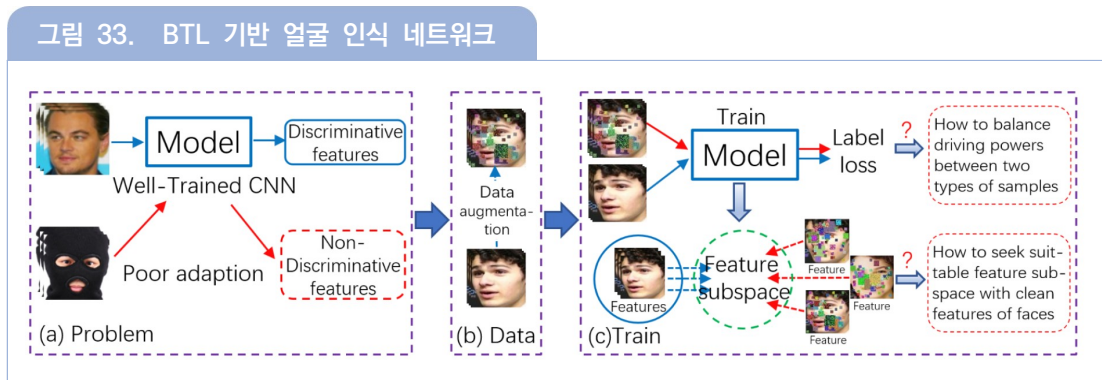 그림 33. BTL 기반 얼굴 인식 네트워크
Model
Discriminative
features
Well-Trained CNN
Poor adaption
Non-
Discriminative
features
(a) Problem
Data
augmenta-
tion
(b) Data
Train
Model
Label
loss
?
How to balance
driving powers
between two
types of samples
Features
Feature
subspace
Feature
Feature
Feature
?
How to seek suit-
table feature sub-
space with clean
features of faces
(c)Train